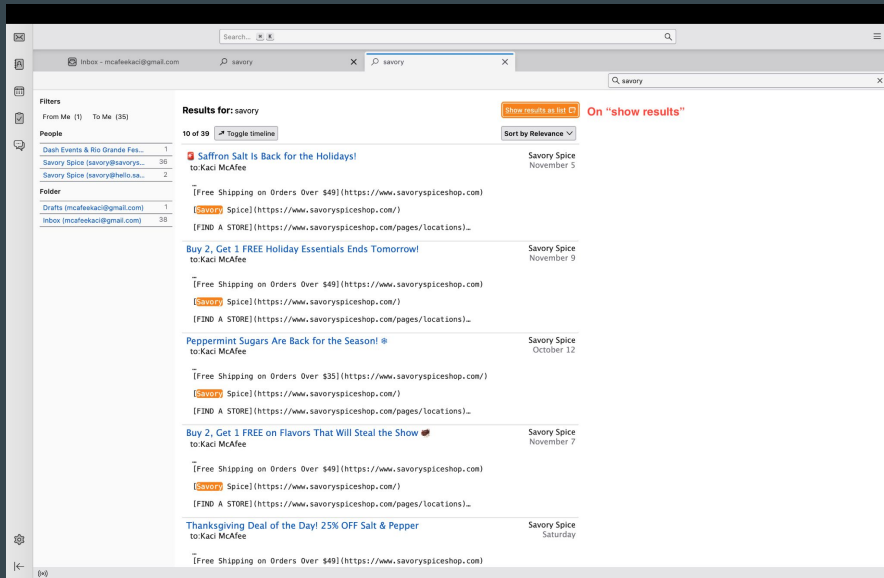 Search... ⌘ K
Inbox - mcafeekaci@gmail.com
savory
savory
savory
Filters
From Me (1) To Me (35)
People
Dash Events & Rio Grande Fes... 1
Savory Spice (savory@savorys... 36
Savory Spice (savory@hello.sa... 2
Folder
Drafts (mcafeekaci@gmail.com) 1
Inbox (mcafeekaci@gmail.com) 38
Results for: savory
Show results as list
On “show results”
10 of 39 Toggle timeline
Sort by Relevance
Saffron Salt Is Back for the Holidays! Savory Spice
to:Kaci McAfee November 5
…
[Free Shipping on Orders Over $49](https://www.savoryspiceshop.com)
[Savory Spice](https://www.savoryspiceshop.com/)
[FIND A STORE](https://www.savoryspiceshop.com/pages/locations)…
Buy 2, Get 1 FREE Holiday Essentials Ends Tomorrow! Savory Spice
to:Kaci McAfee November 9
…
[Free Shipping on Orders Over $49](https://www.savoryspiceshop.com)
[Savory Spice](https://www.savoryspiceshop.com/)
[FIND A STORE](https://www.savoryspiceshop.com/pages/locations)…
Peppermint Sugars Are Back for the Season! Savory Spice
to:Kaci McAfee October 12
…
[Free Shipping on Orders Over $35](https://www.savoryspiceshop.com/)
[Savory Spice](https://www.savoryspiceshop.com/)
[FIND A STORE](https://www.savoryspiceshop.com/pages/locations)…
Buy 2, Get 1 FREE on Flavors That Will Steal the Show Savory Spice
to:Kaci McAfee November 7
…
[Free Shipping on Orders Over $49](https://www.savoryspiceshop.com)
[Savory Spice](https://www.savoryspiceshop.com/)
[FIND A STORE](https://www.savoryspiceshop.com/pages/locations)…
Thanksgiving Deal of the Day! 25% OFF Salt & Pepper Savory Spice
to:Kaci McAfee Saturday
…
[Free Shipping on Orders Over $49](https://www.savoryspiceshop.com)